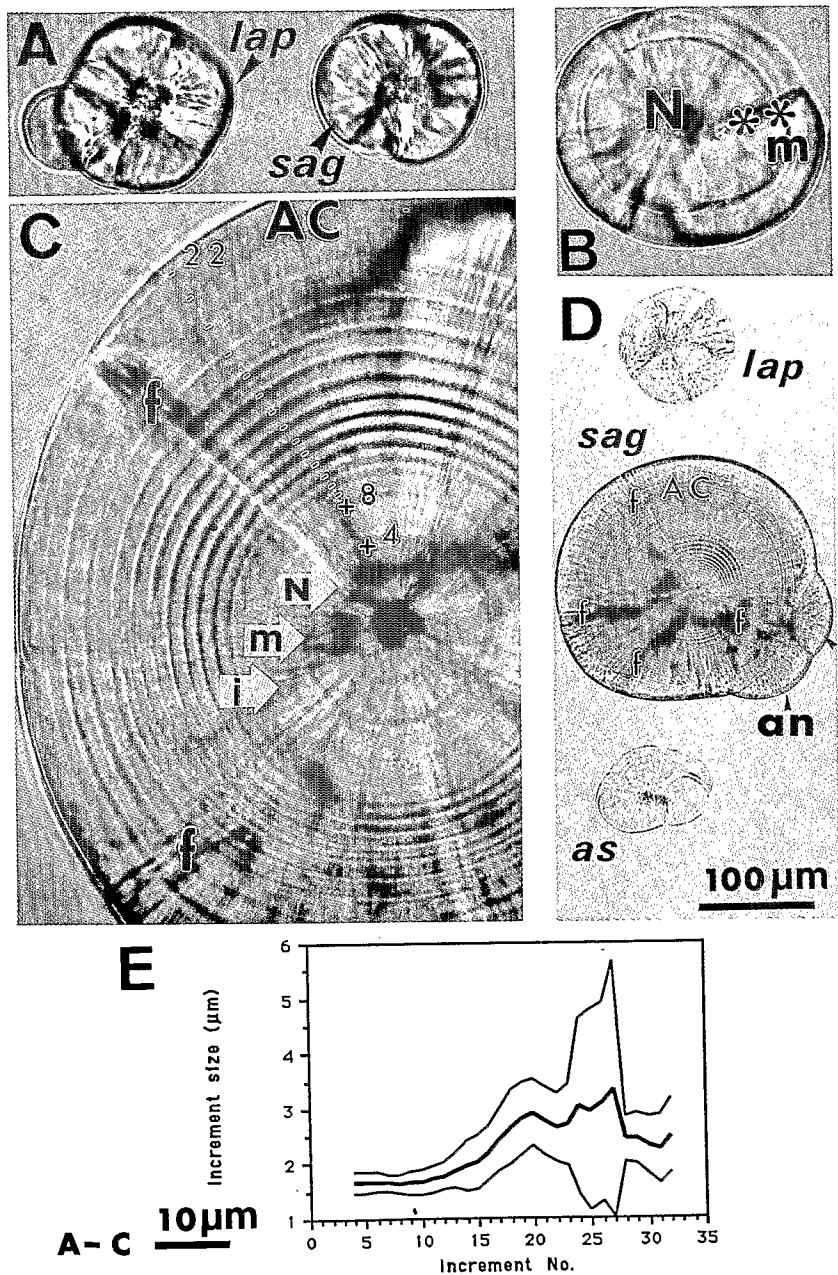 A
lap
sag
B
N
**
m
C
AC
22
f
+ 8
+ 4
N
m
i
f
D
lap
sag
AC
f
f
f
f
an
as
100 µm
E
Increment size (µm)
6
5
4
3
2
1
0 5 10 15 20 25 30 35
Increment No.
A-C 10µm